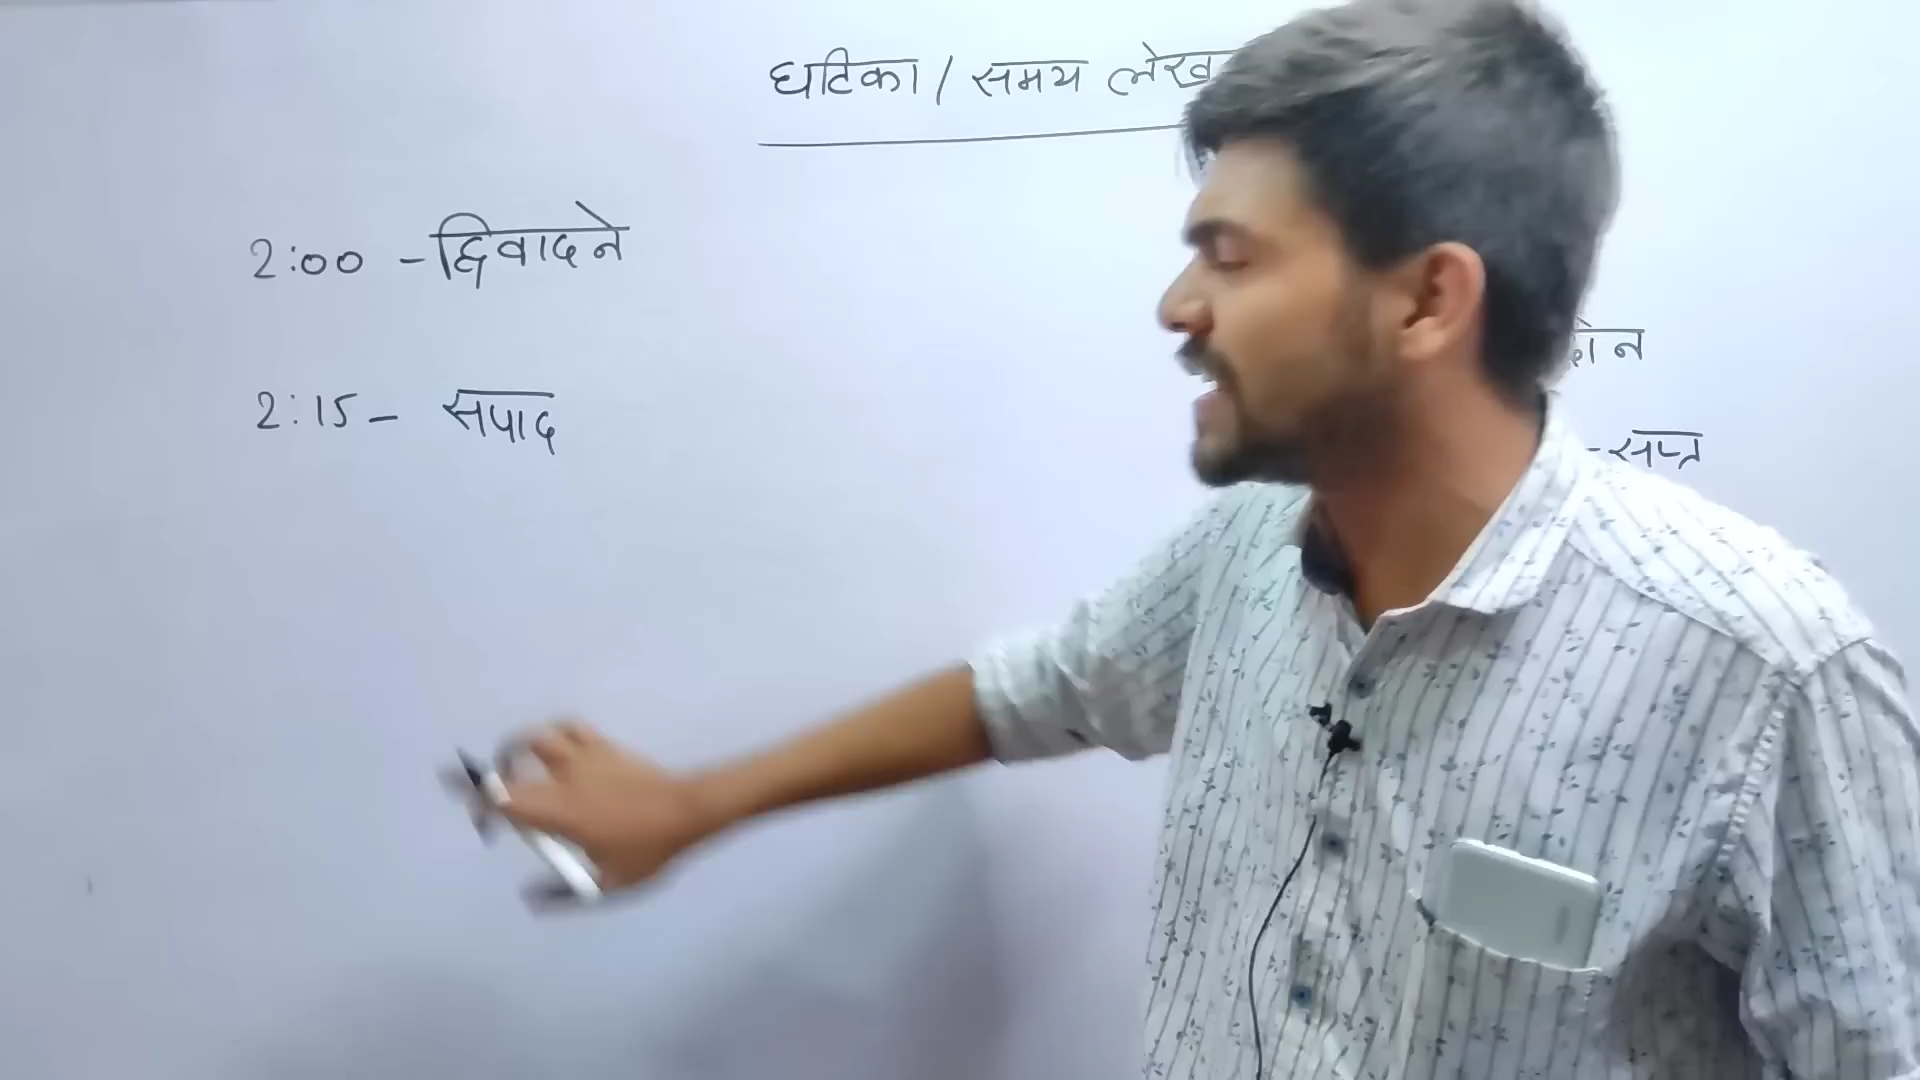 घटिका / समय लेख
2:00 - द्विवादने
2:15 - सपाद
दोन
- सप्त